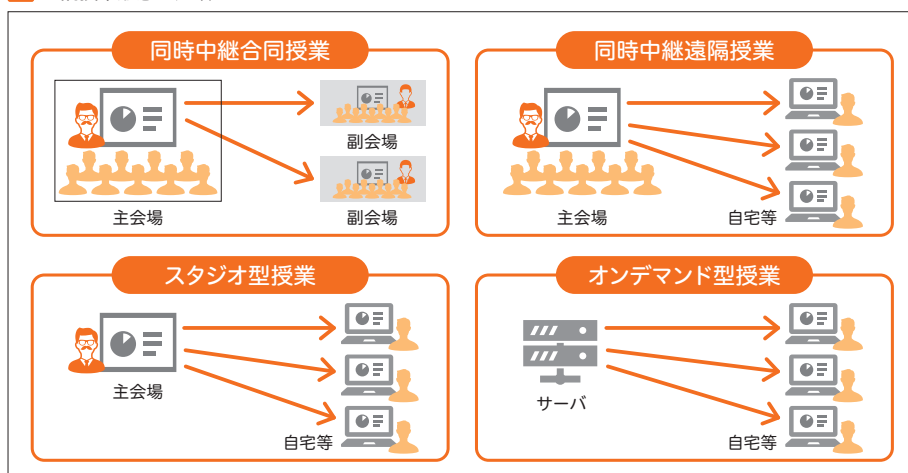 同時中継合同授業
副会場
副会場
主会場
同時中継遠隔授業
主会場
自宅等
スタジオ型授業
主会場
自宅等
オンデマンド型授業
サーバ
自宅等